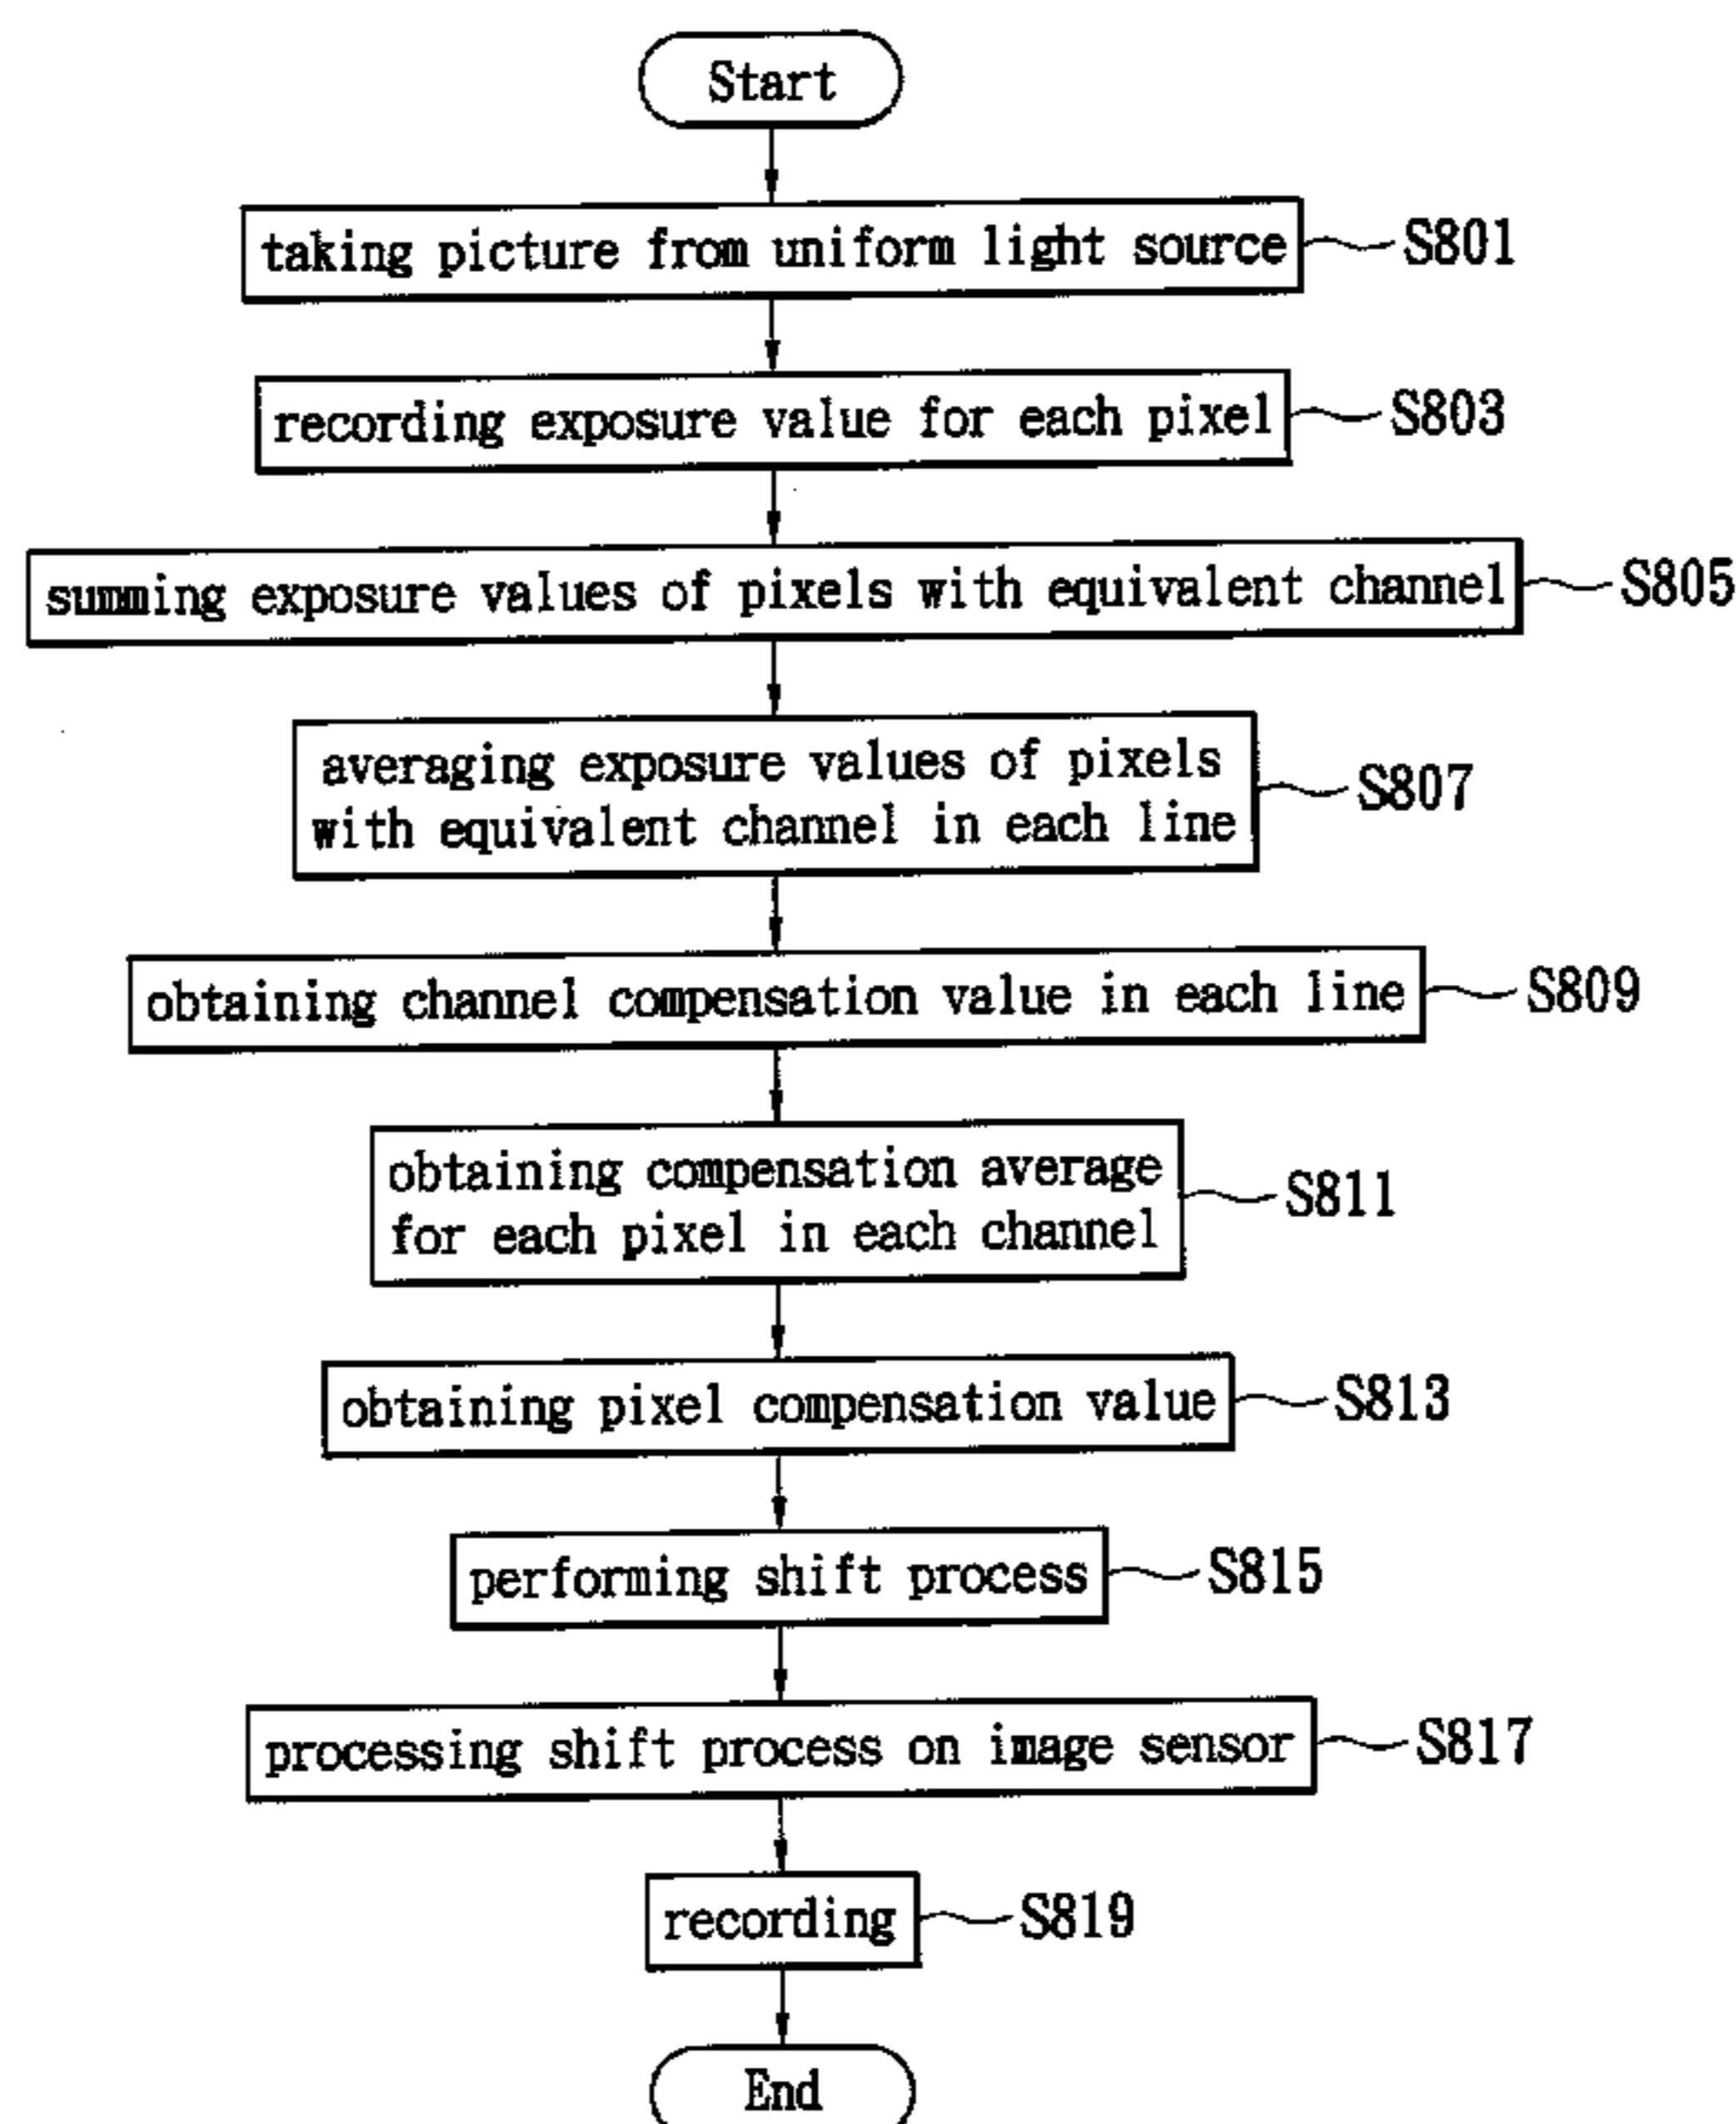 Start
taking picture from uniform light source
S801
recording exposure value for each pixel
S803
summing exposure values of pixels with equivalent channel
S805
averaging exposure values of pixels
with equivalent channel in each line
S807
obtaining channel compensation value in each line
S809
obtaining compensation average
for each pixel in each channel
S811
obtaining pixel compensation value
S813
performing shift process
S815
processing shift process on image sensor
S817
recording
S819
End